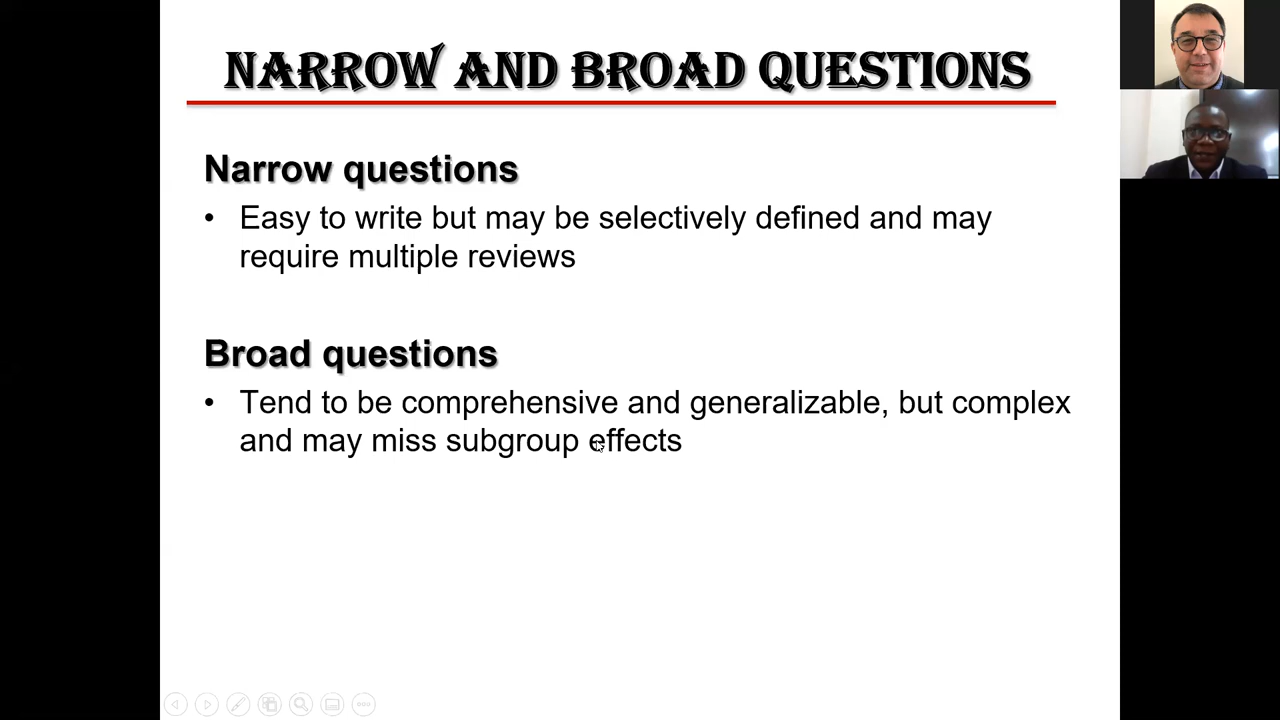 NARROW AND BROAD QUESTIONS
Narrow questions
• Easy to write but may be selectively defined and may
require multiple reviews
Broad questions
• Tend to be comprehensive and generalizable, but complex
and may miss subgroup effects